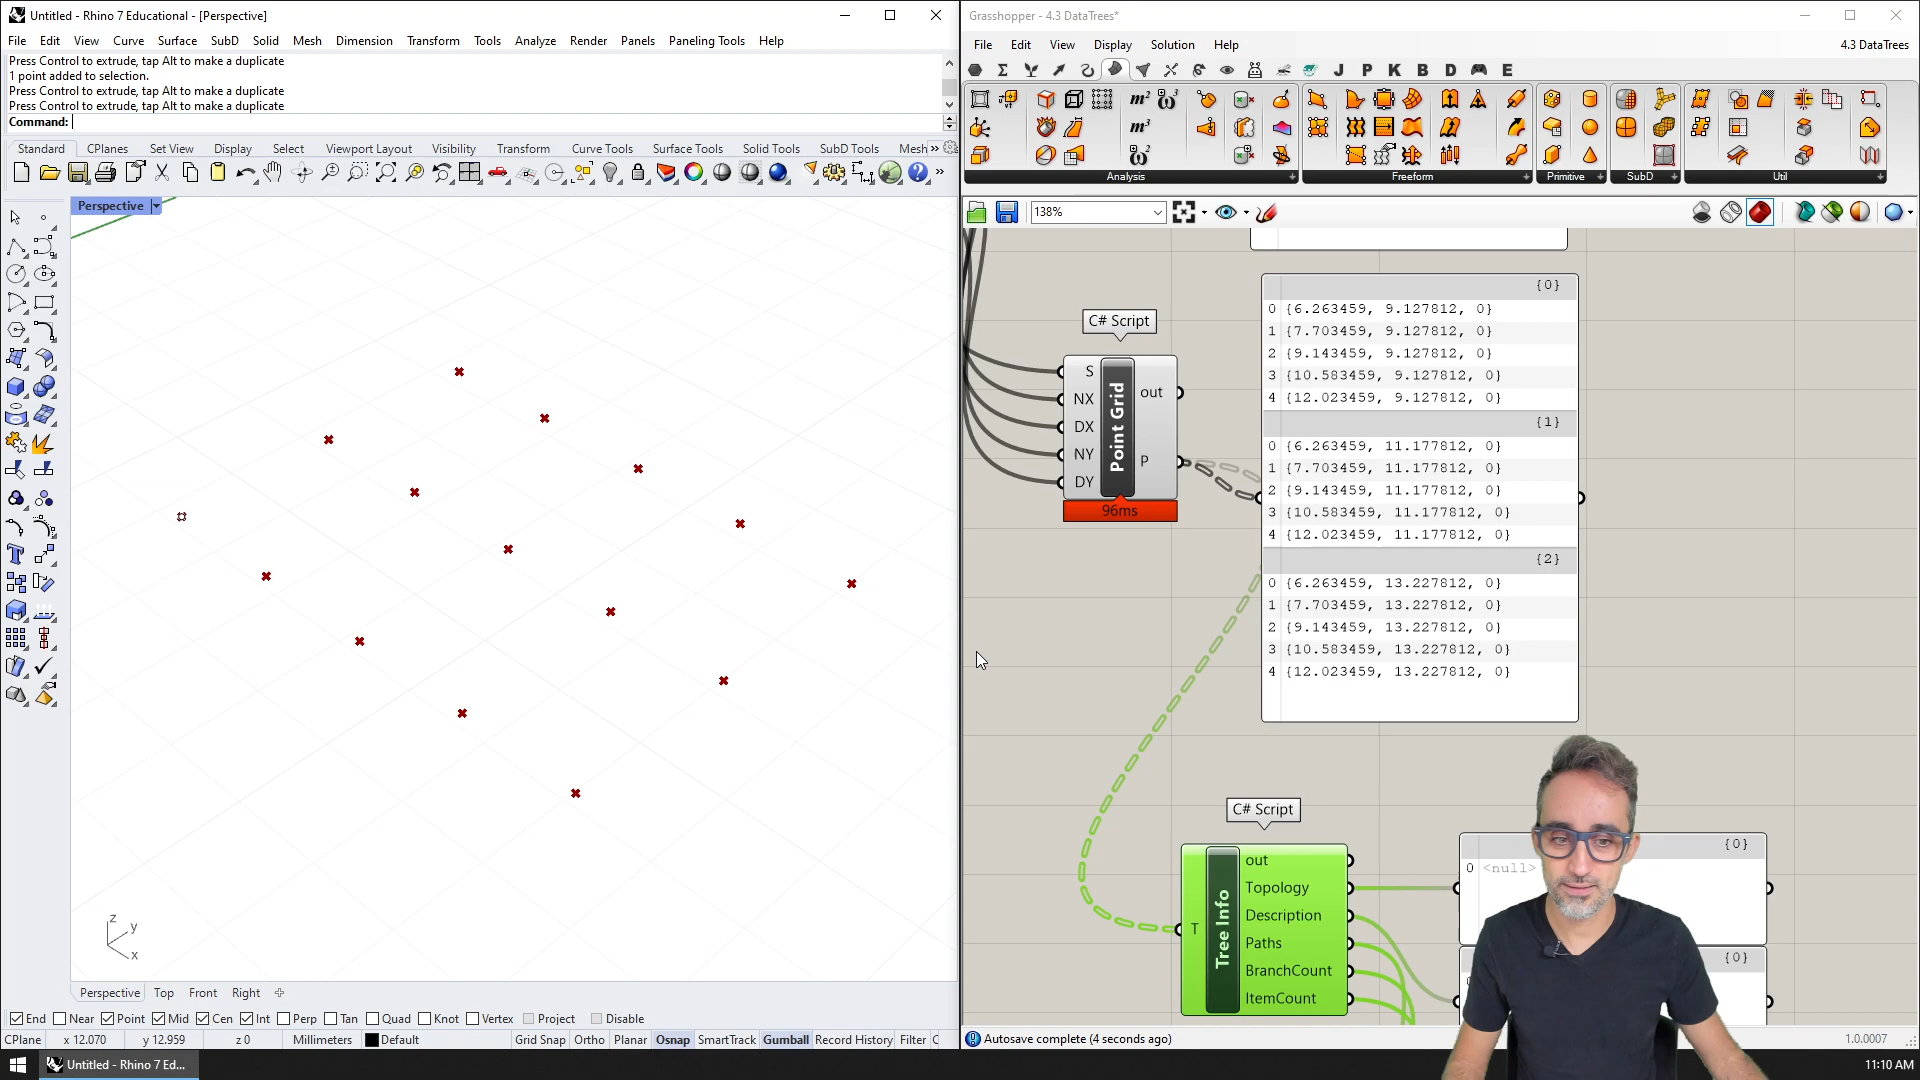 Untitled - Rhino 7 Educational - [Perspective]
File Edit View Curve Surface SubD Solid Mesh Dimension Transform Tools Analyze Render Panels Paneling Tools Help
Press Control to extrude, tap Alt to make a duplicate
1 point added to selection.
Press Control to extrude, tap Alt to make a duplicate
Press Control to extrude, tap Alt to make a duplicate
Command:
Standard CPlanes Set View Display Select Viewport Layout Visibility Transform Curve Tools Surface Tools Solid Tools SubD Tools Mesh »
Perspective
z
y
x
Perspective Top Front Right
End Near Point Mid Cen Int Perp Tan Quad Knot Vertex Project Disable
CPlane x 12.070 y 12.959 z 0 Millimeters Default Grid Snap Ortho Planar Osnap SmartTrack Gumball Record History Filter C
Untitled - Rhino 7 Ed...
Grasshopper - 4.3 DataTrees*
File Edit View Display Solution Help 4.3 DataTrees
J P K B D E
Analysis Freeform Primitive SubD Util
138%
C# Script
S
NX
DX
NY
DY
Point Grid
out
P
96ms
{0}
0 {6.263459, 9.127812, 0}
1 {7.703459, 9.127812, 0}
2 {9.143459, 9.127812, 0}
3 {10.583459, 9.127812, 0}
4 {12.023459, 9.127812, 0}
{1}
0 {6.263459, 11.177812, 0}
1 {7.703459, 11.177812, 0}
2 {9.143459, 11.177812, 0}
3 {10.583459, 11.177812, 0}
4 {12.023459, 11.177812, 0}
{2}
0 {6.263459, 13.227812, 0}
1 {7.703459, 13.227812, 0}
2 {9.143459, 13.227812, 0}
3 {10.583459, 13.227812, 0}
4 {12.023459, 13.227812, 0}
C# Script
T
Tree Info
out
Topology
Description
Paths
BranchCount
ItemCount
{0}
0 <null>
{0}
Autosave complete (4 seconds ago)
1.0.0007
11:10 AM